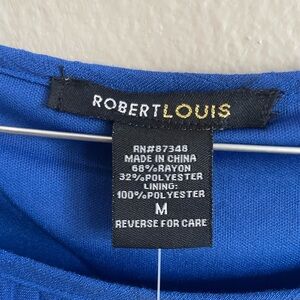 ROBERTLOUIS
RN#87348
MADE IN CHINA
68%RAYON
32%POLYESTER
LINING:
100%POLYESTER
M
REVERSE FOR CARE